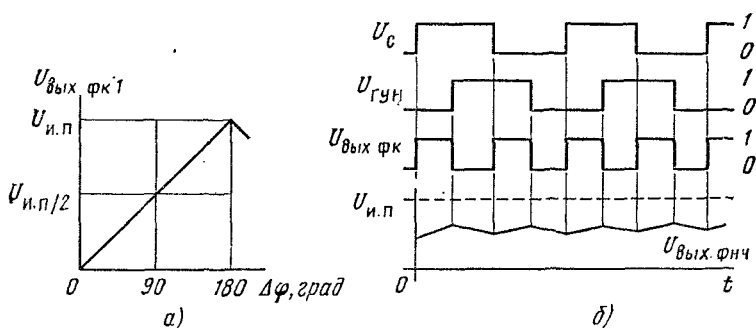 U вых фк 1
U и.п
U и.п/2
0 90 180 Δφ, град
а)
U с 1 0
U ГУН 1 0
U вых фк 1 0
U и.п
U вых. фнч
0 t
б)